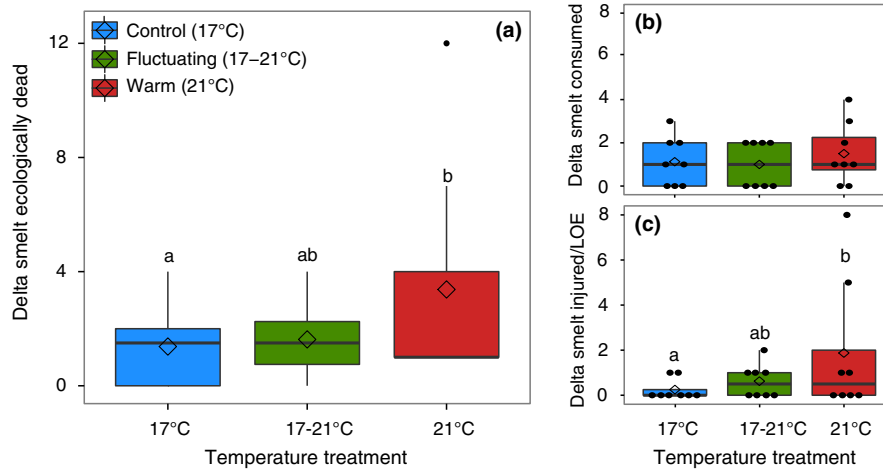 Delta smelt ecologically dead
12
8
4
0
Control (17°C)
Fluctuating (17–21°C)
Warm (21°C)
(a)
a
ab
b
17°C
17-21°C
21°C
Temperature treatment
Delta smelt consumed
8
6
4
2
0
(b)
Delta smelt injured/LOE
8
6
4
2
0
(c)
a
ab
b
17°C
17-21°C
21°C
Temperature treatment